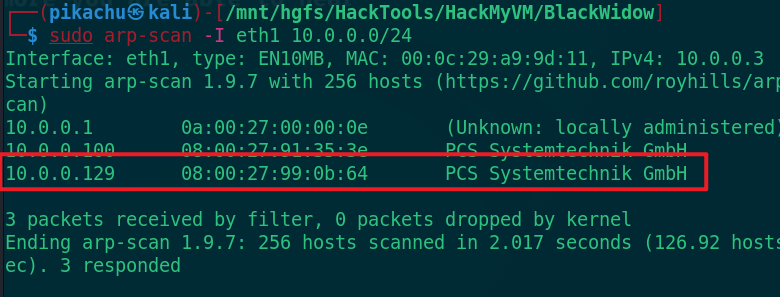 (pikachu㉿kali)-[/mnt/hgfs/HackTools/HackMyVM/BlackWidow]
$ sudo arp-scan -I eth1 10.0.0.0/24
Interface: eth1, type: EN10MB, MAC: 00:0c:29:a9:9d:11, IPv4: 10.0.0.3
Starting arp-scan 1.9.7 with 256 hosts (https://github.com/royhills/arp
can)
10.0.0.1 0a:00:27:00:00:0e (Unknown: locally administered)
10.0.0.100 08:00:27:91:35:3e PCS Systemtechnik GmbH
10.0.0.129 08:00:27:99:0b:64 PCS Systemtechnik GmbH
3 packets received by filter, 0 packets dropped by kernel
Ending arp-scan 1.9.7: 256 hosts scanned in 2.017 seconds (126.92 hosts
ec). 3 responded